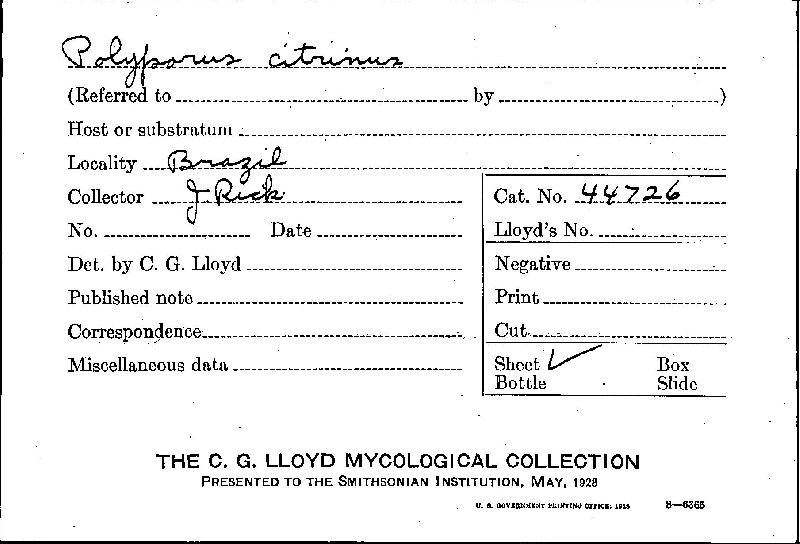 Polyporus citrinus
(Referred to by )
Host or substratum
Locality Brazil
Collector J Rick
No. Date
Det. by C. G. Lloyd
Published note
Correspondence
Miscellaneous data
Cat. No. 44726
Lloyd's No.
Negative
Print
Cut
Sheet ✓ Box
Bottle Slide
THE C. G. LLOYD MYCOLOGICAL COLLECTION
PRESENTED TO THE SMITHSONIAN INSTITUTION, MAY, 1928
U. S. GOVERNMENT PRINTING OFFICE: 8—6365